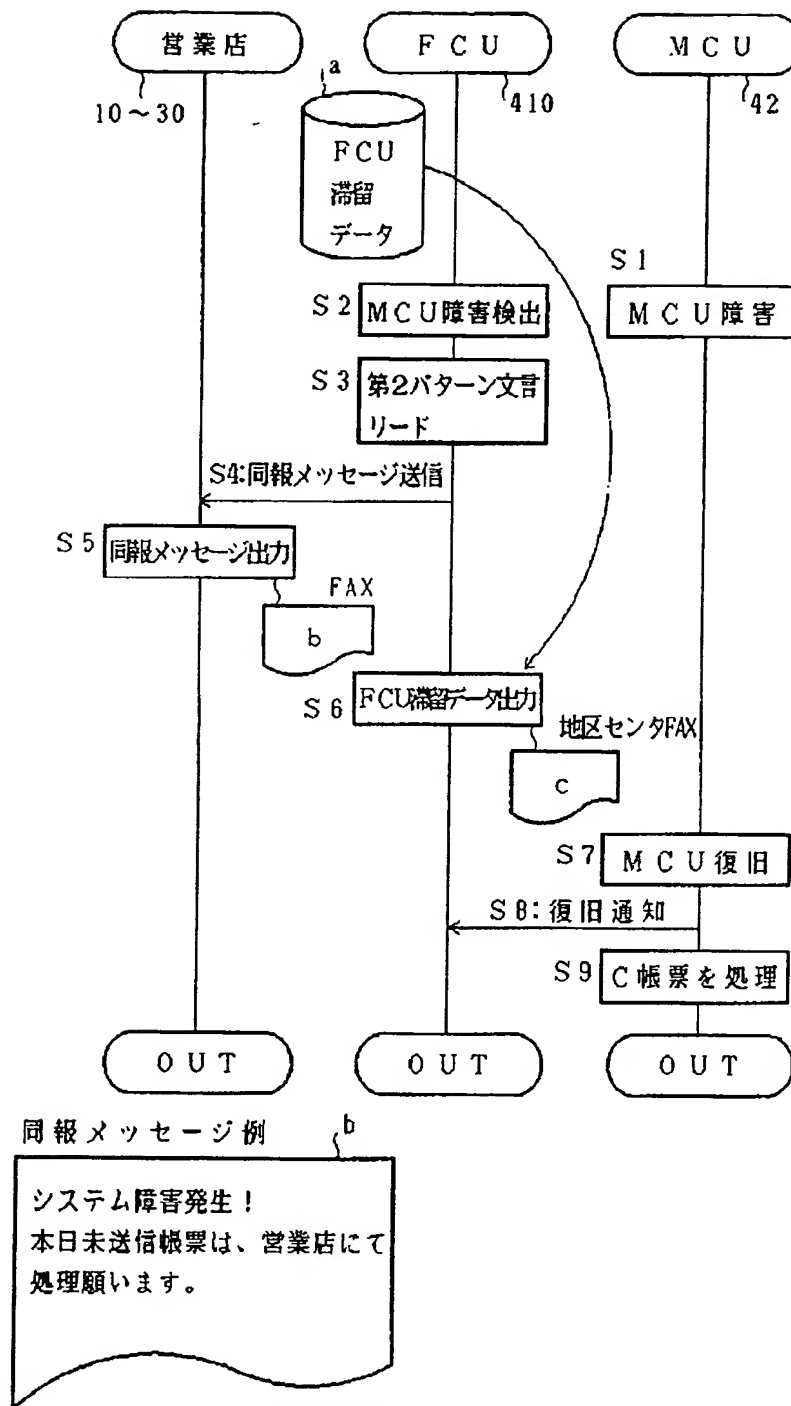 営業店
FCU
MCU
10～30
a
410
42
FCU
滞留
データ
S1
S2
MCU障害検出
MCU障害
S3
第2パターン文言
リード
S4:同報メッセージ送信
S5
同報メッセージ出力
FAX
b
S6
FCU滞留データ出力
地区センタFAX
c
S7
MCU復旧
S8:復旧通知
S9
C帳票を処理
OUT
OUT
OUT
同報メッセージ例
b
システム障害発生！
本日未送信帳票は、営業店にて
処理願います。